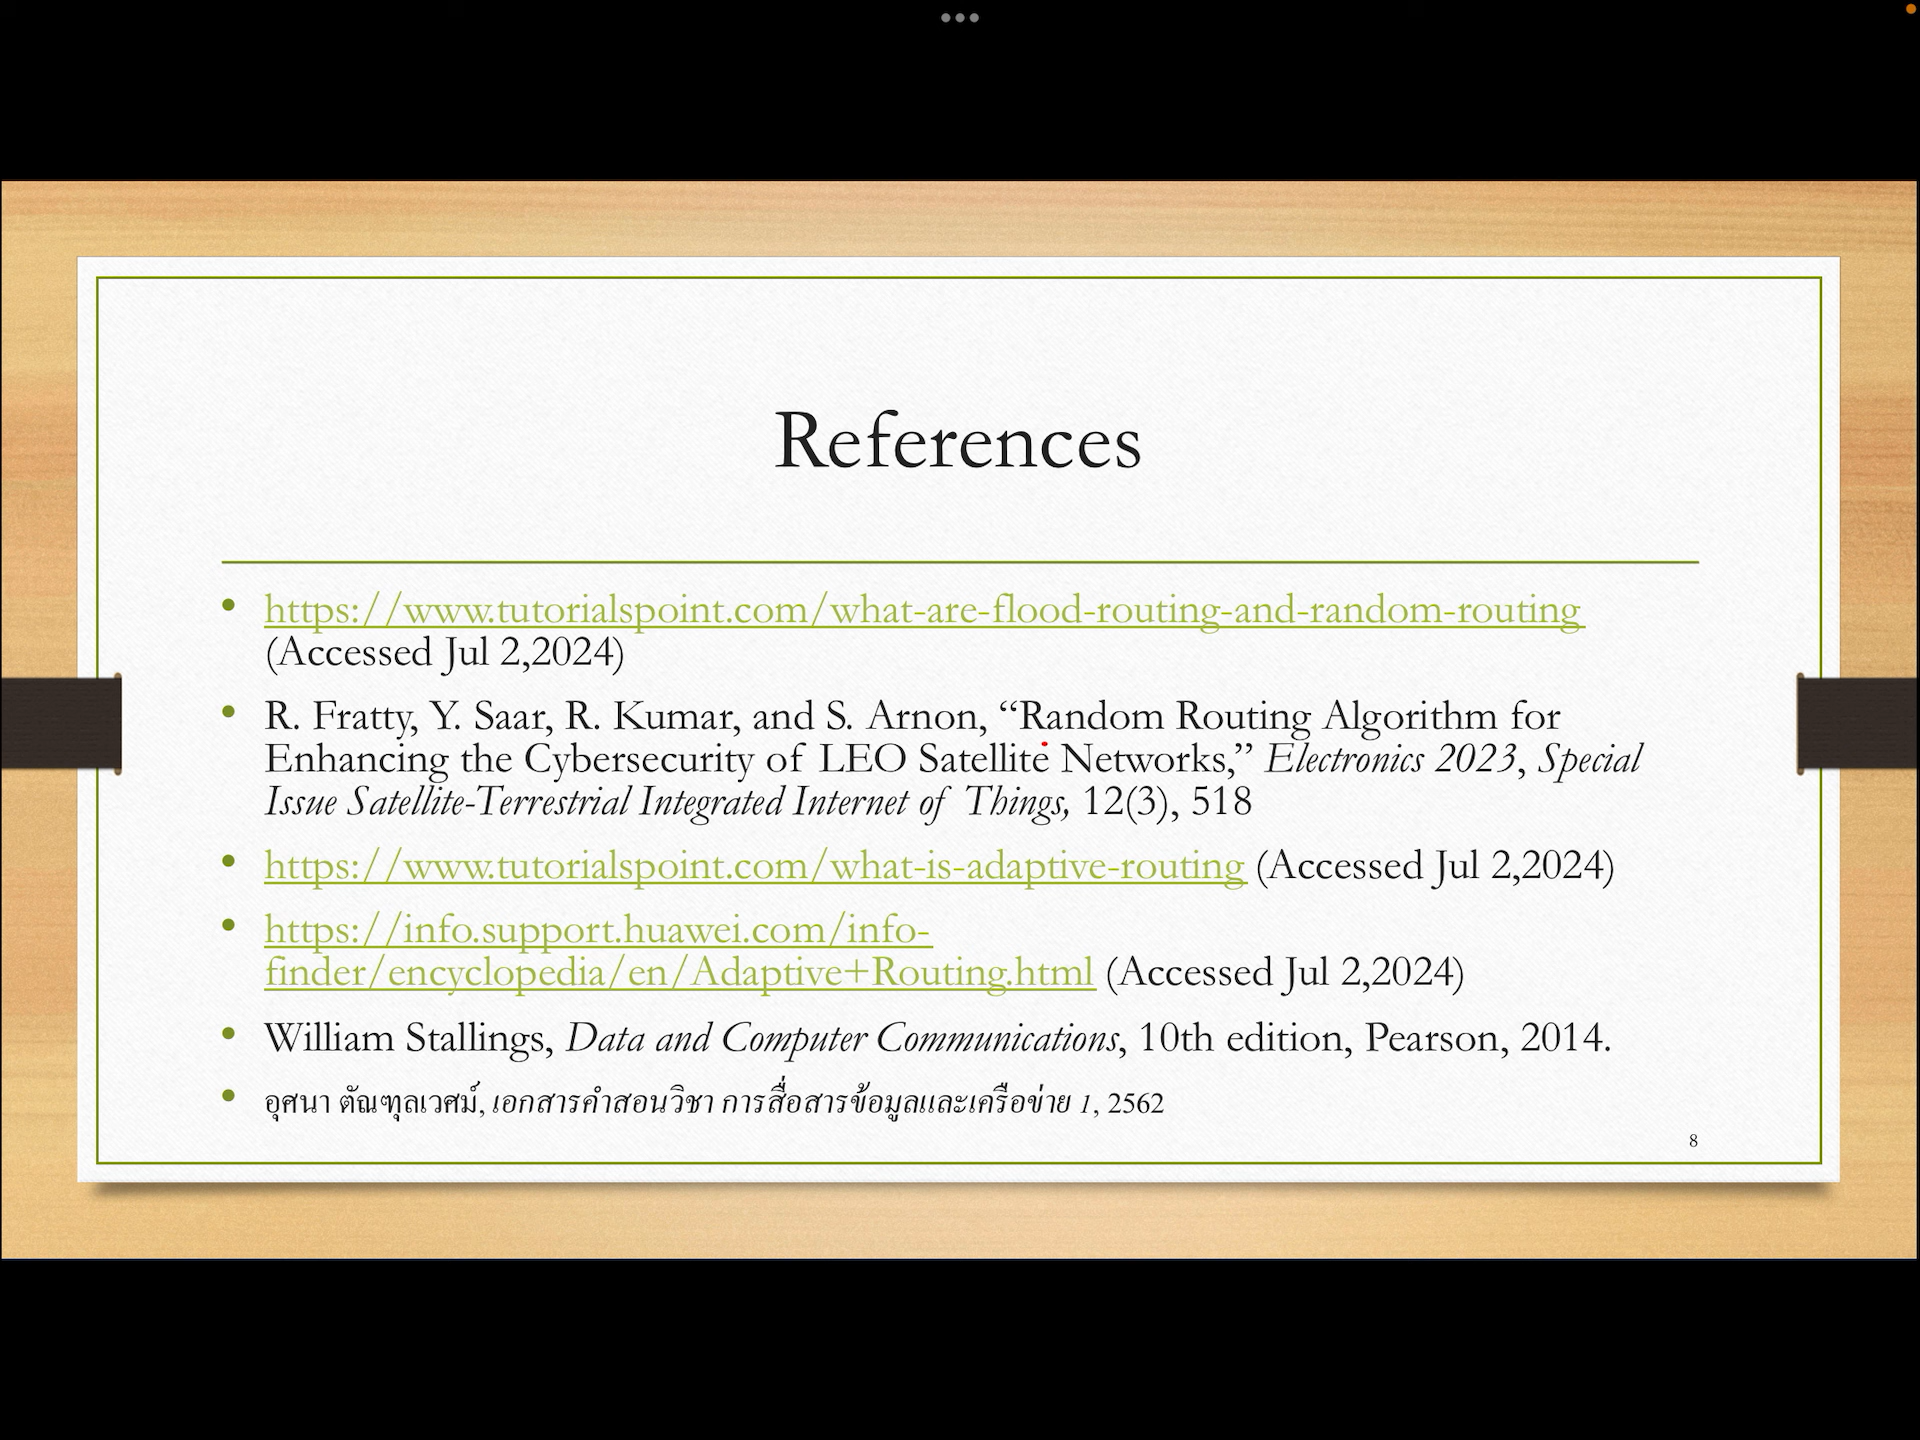 References
https://www.tutorialspoint.com/what-are-flood-routing-and-random-routing
(Accessed Jul 2,2024)
R. Fratty, Y. Saar, R. Kumar, and S. Arnon, “Random Routing Algorithm for
Enhancing the Cybersecurity of LEO Satellite Networks,” Electronics 2023, Special
Issue Satellite-Terrestrial Integrated Internet of Things, 12(3), 518
https://www.tutorialspoint.com/what-is-adaptive-routing (Accessed Jul 2,2024)
https://info.support.huawei.com/info-
finder/encyclopedia/en/Adaptive+Routing.html (Accessed Jul 2,2024)
William Stallings, Data and Computer Communications, 10th edition, Pearson, 2014.
อุศนา ตัณฑุลเวศม์, เอกสารคำสอนวิชา การสื่อสารข้อมูลและเครือข่าย 1, 2562
8